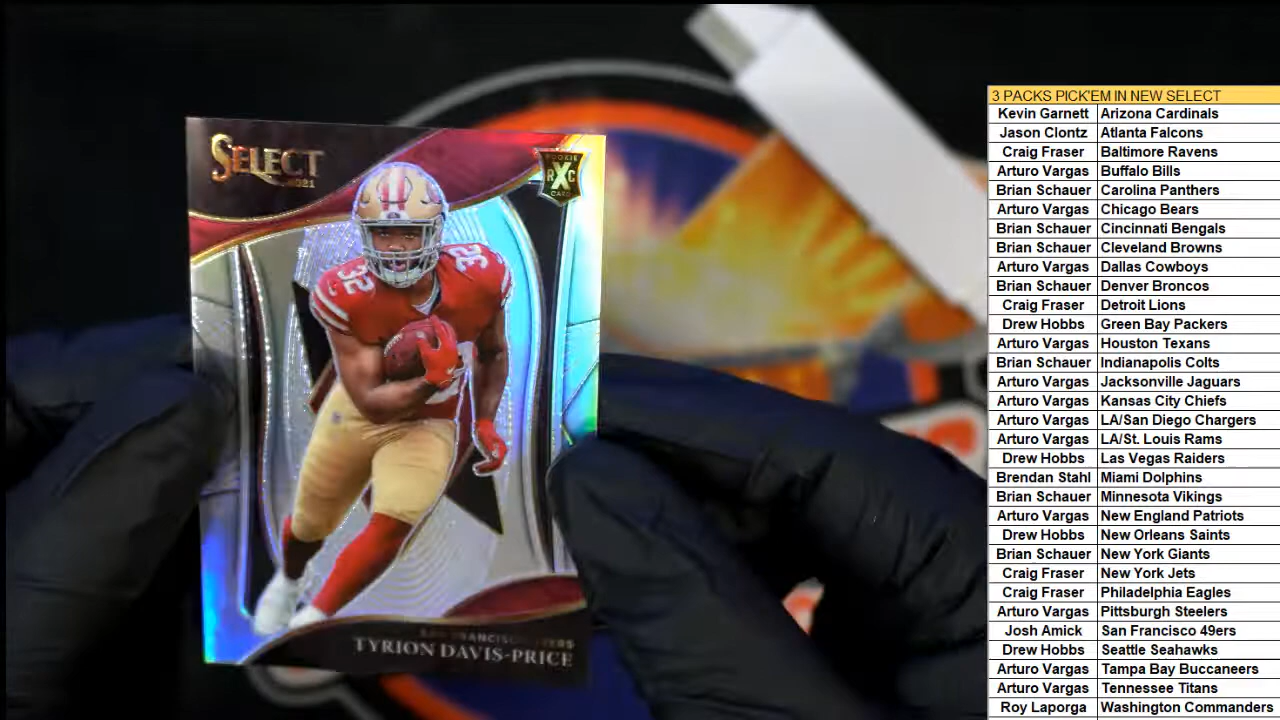 SELECT
2021
ROOKIE
RXC
CARD
32
32
SAN FRANCISCO 49ERS
TYRION DAVIS-PRICE
3 PACKS PICK'EM IN NEW SELECT
Kevin Garnett Arizona Cardinals
Jason Clontz Atlanta Falcons
Craig Fraser Baltimore Ravens
Arturo Vargas Buffalo Bills
Brian Schauer Carolina Panthers
Arturo Vargas Chicago Bears
Brian Schauer Cincinnati Bengals
Brian Schauer Cleveland Browns
Arturo Vargas Dallas Cowboys
Brian Schauer Denver Broncos
Craig Fraser Detroit Lions
Drew Hobbs Green Bay Packers
Arturo Vargas Houston Texans
Brian Schauer Indianapolis Colts
Arturo Vargas Jacksonville Jaguars
Arturo Vargas Kansas City Chiefs
Arturo Vargas LA/San Diego Chargers
Arturo Vargas LA/St. Louis Rams
Drew Hobbs Las Vegas Raiders
Brendan Stahl Miami Dolphins
Brian Schauer Minnesota Vikings
Arturo Vargas New England Patriots
Drew Hobbs New Orleans Saints
Brian Schauer New York Giants
Craig Fraser New York Jets
Craig Fraser Philadelphia Eagles
Arturo Vargas Pittsburgh Steelers
Josh Amick San Francisco 49ers
Drew Hobbs Seattle Seahawks
Arturo Vargas Tampa Bay Buccaneers
Arturo Vargas Tennessee Titans
Roy Laporga Washington Commanders